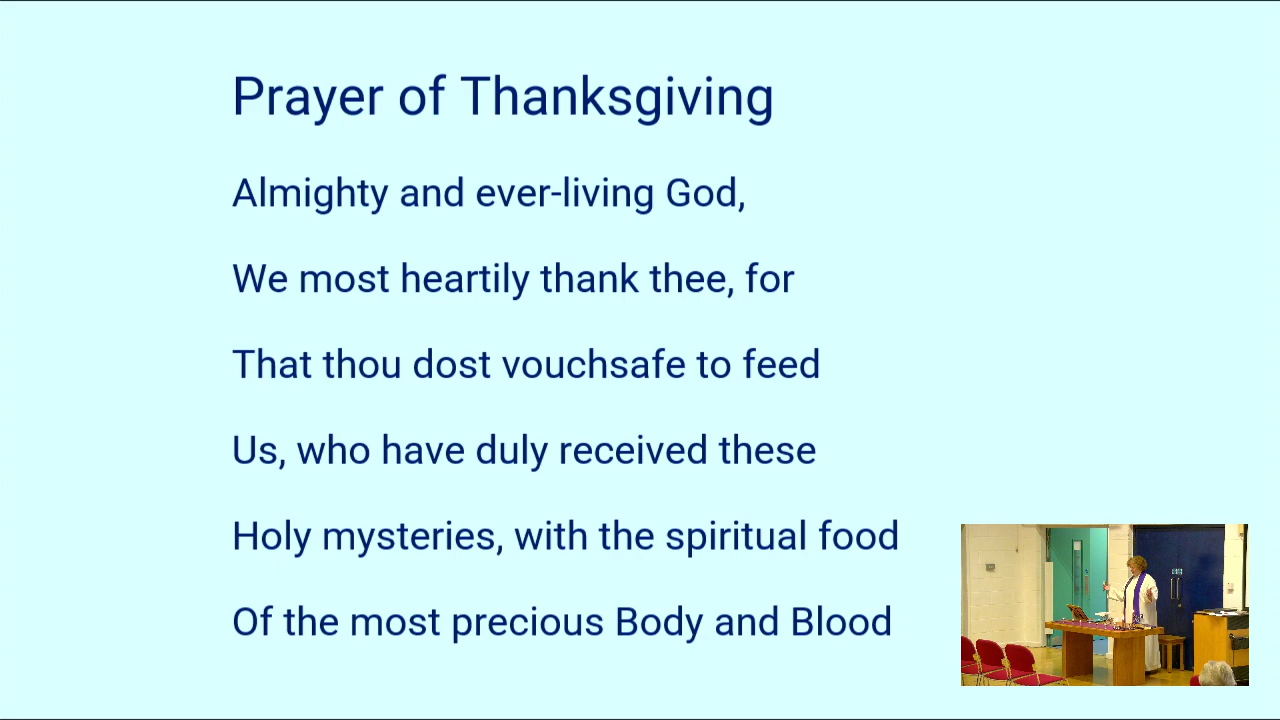 Prayer of Thanksgiving
Almighty and ever-living God,
We most heartily thank thee, for
That thou dost vouchsafe to feed
Us, who have duly received these
Holy mysteries, with the spiritual food
Of the most precious Body and Blood